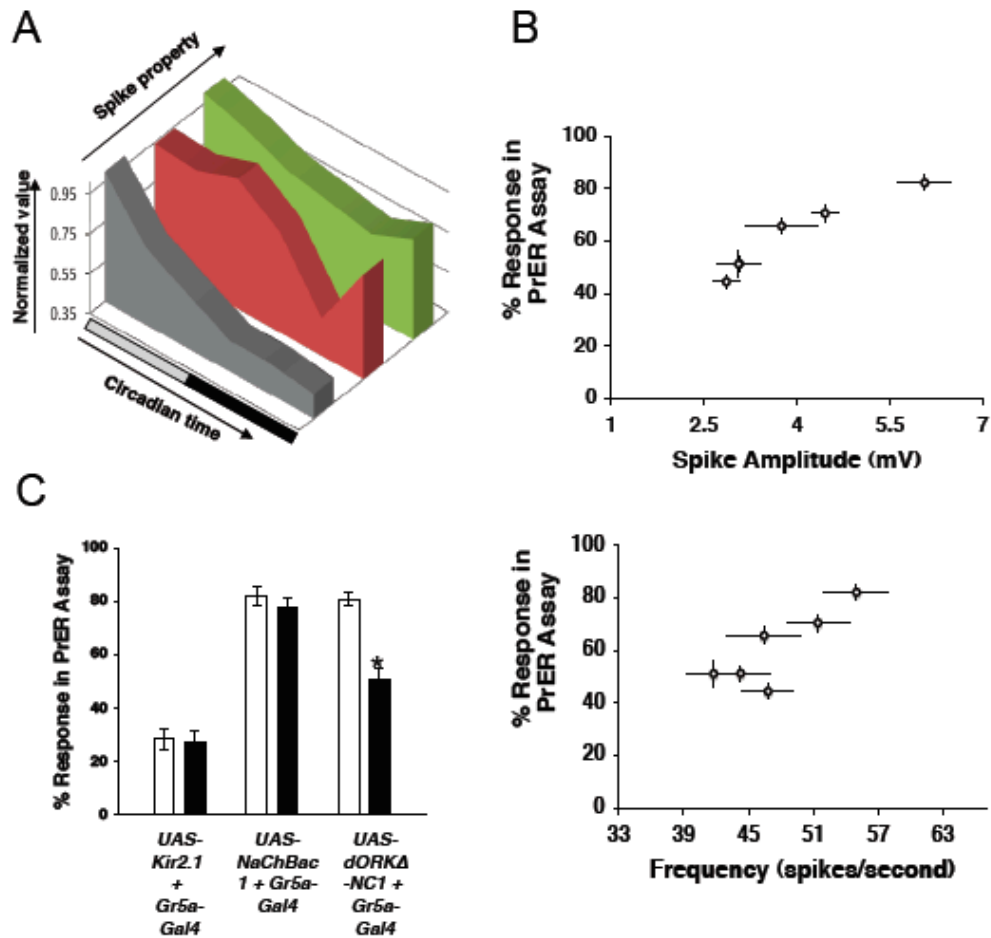 A
Spike property
Normalized value
0.95
0.75
0.55
0.35
Circadian time
B
% Response in
PrER Assay
100
80
60
40
20
0
1
2.5
4
5.5
7
Spike Amplitude (mV)
% Response in
PrER Assay
100
80
60
40
20
0
33
39
45
51
57
63
Frequency (spikes/second)
C
% Response in PrER Assay
100
80
60
40
20
0
*
UAS-
Kir2.1
+
Gr5a-
Gal4
UAS-
NaChBac
1 + Gr5a-
Gal4
UAS-
dORKΔ
-NC1 +
Gr5a-
Gal4